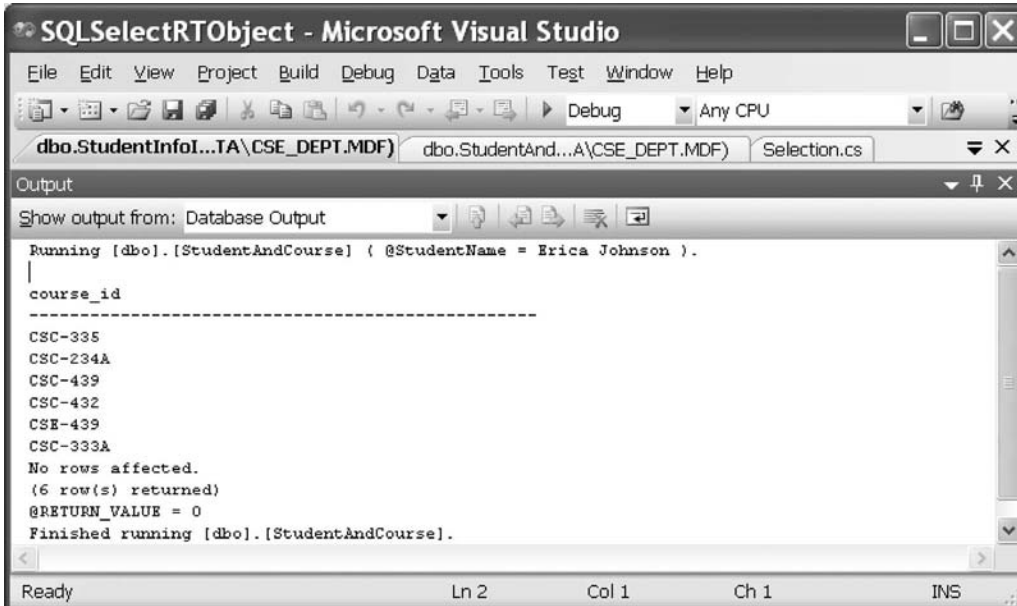 SQLSelectRTObject - Microsoft Visual Studio
File Edit View Project Build Debug Data Tools Test Window Help
Debug Any CPU
dbo.StudentInfoI...TA\CSE_DEPT.MDF) dbo.StudentAnd...A\CSE_DEPT.MDF) Selection.cs
Output
Show output from: Database Output
Running [dbo].[StudentAndCourse] ( @StudentName = Erica Johnson ).
course_id
--------------------------------------------------
CSC-335
CSC-234A
CSC-439
CSC-432
CSE-439
CSC-333A
No rows affected.
(6 row(s) returned)
@RETURN_VALUE = 0
Finished running [dbo].[StudentAndCourse].
Ready Ln 2 Col 1 Ch 1 INS